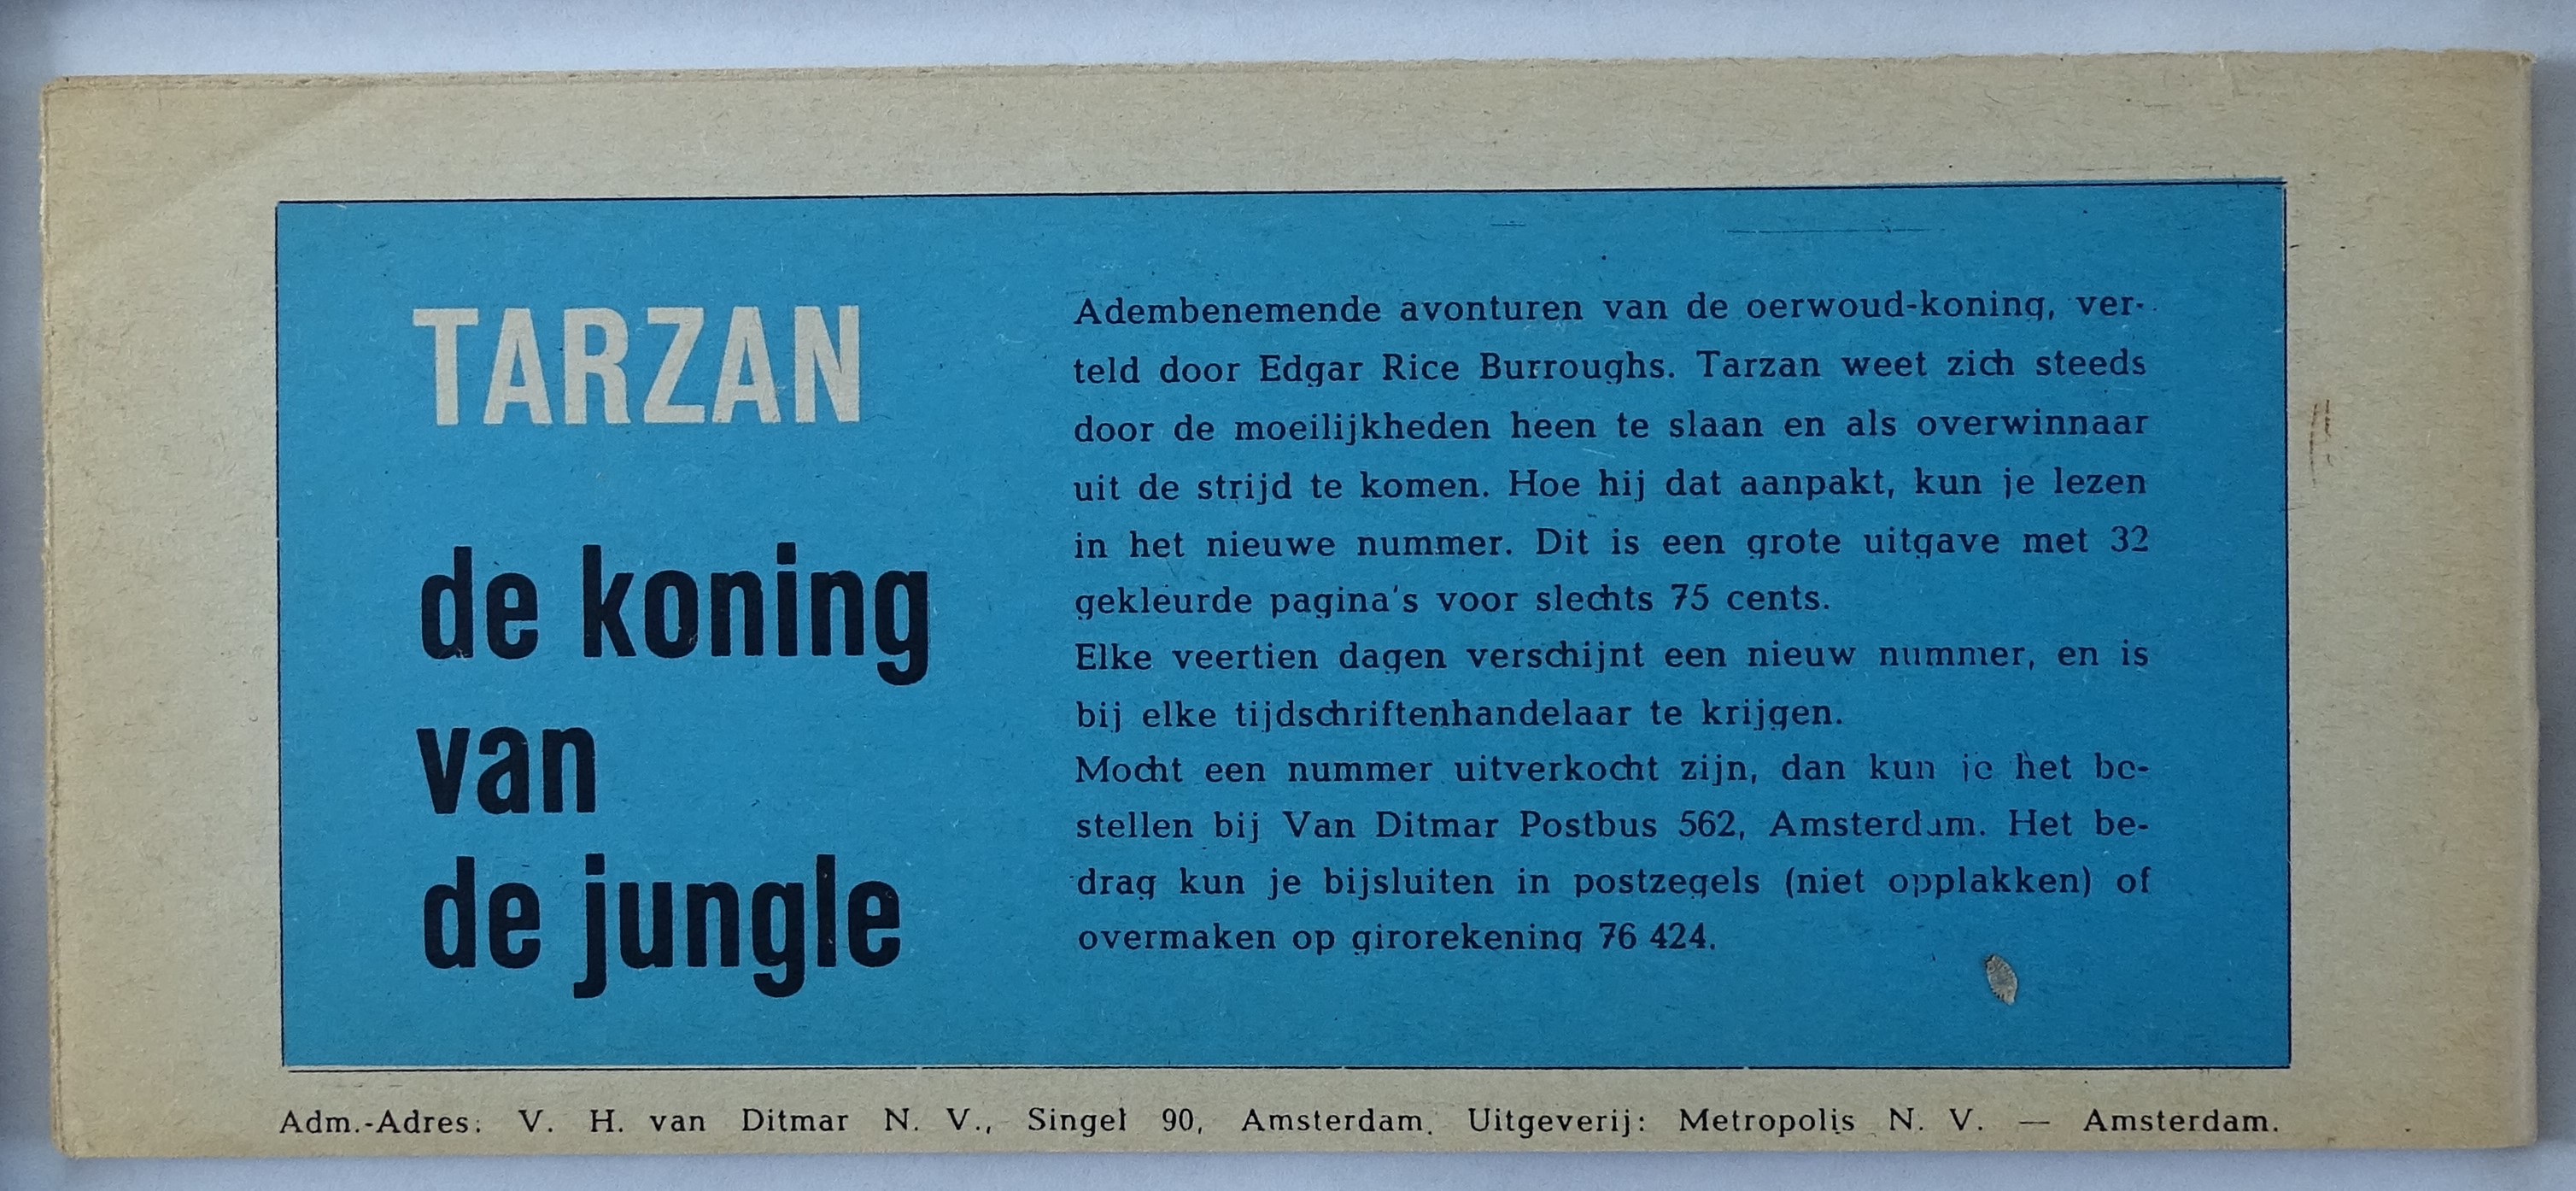 TARZAN
de koning
van
de jungle
Adembenemende avonturen van de oerwoud-koning, ver-
teld door Edgar Rice Burroughs. Tarzan weet zich steeds
door de moeilijkheden heen te slaan en als overwinnaar
uit de strijd te komen. Hoe hij dat aanpakt, kun je lezen
in het nieuwe nummer. Dit is een grote uitgave met 32
gekleurde pagina's voor slechts 75 cents.
Elke veertien dagen verschijnt een nieuw nummer, en is
bij elke tijdschriftenhandelaar te krijgen.
Mocht een nummer uitverkocht zijn, dan kun je het be-
stellen bij Van Ditmar Postbus 562, Amsterdam. Het be-
drag kun je bijsluiten in postzegels (niet opplakken) of
overmaken op girorekening 76 424.
Adm.-Adres: V. H. van Ditmar N. V., Singel 90, Amsterdam. Uitgeverij: Metropolis N. V. — Amsterdam.